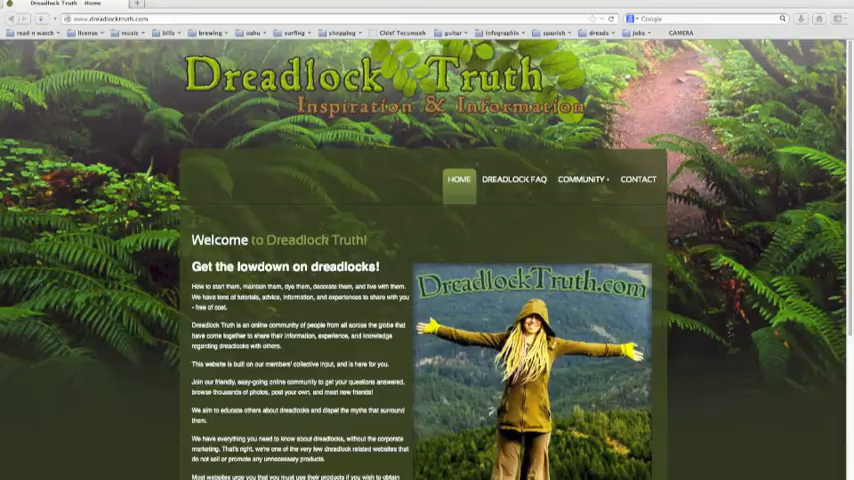 Dreadlock Truth - Home
www.dreadlocktruth.com
Google
read n watch license music bills brewing oahu surfing shopping Chief Tecumseh guitar infographix spanish dreads jobs CAMERA
Dreadlock Truth
Inspiration & Information
HOME DREADLOCK FAQ COMMUNITY CONTACT
Welcome to Dreadlock Truth!
Get the lowdown on dreadlocks!
How to start them, maintain them, dye them, decorate them, and live with them.
We have tons of tutorials, advice, information, and experiences to share with you
- free of cost.
Dreadlock Truth is an online community of people from all across the globe that
have come together to share their information, experience, and knowledge
regarding dreadlocks with others.
This website is built on our members' collective input, and is here for you.
Join our friendly, easy-going online community to get your questions answered,
browse thousands of photos, post your own, and meet new friends!
We aim to educate others about dreadlocks and dispel the myths that surround
them.
We have everything you need to know about dreadlocks, without the corporate
marketing. That's right, we're one of the very few dreadlock related websites that
do not sell or promote any unnecessary products.
Most websites urge you that you must use their products if you wish to obtain
DreadlockTruth.com